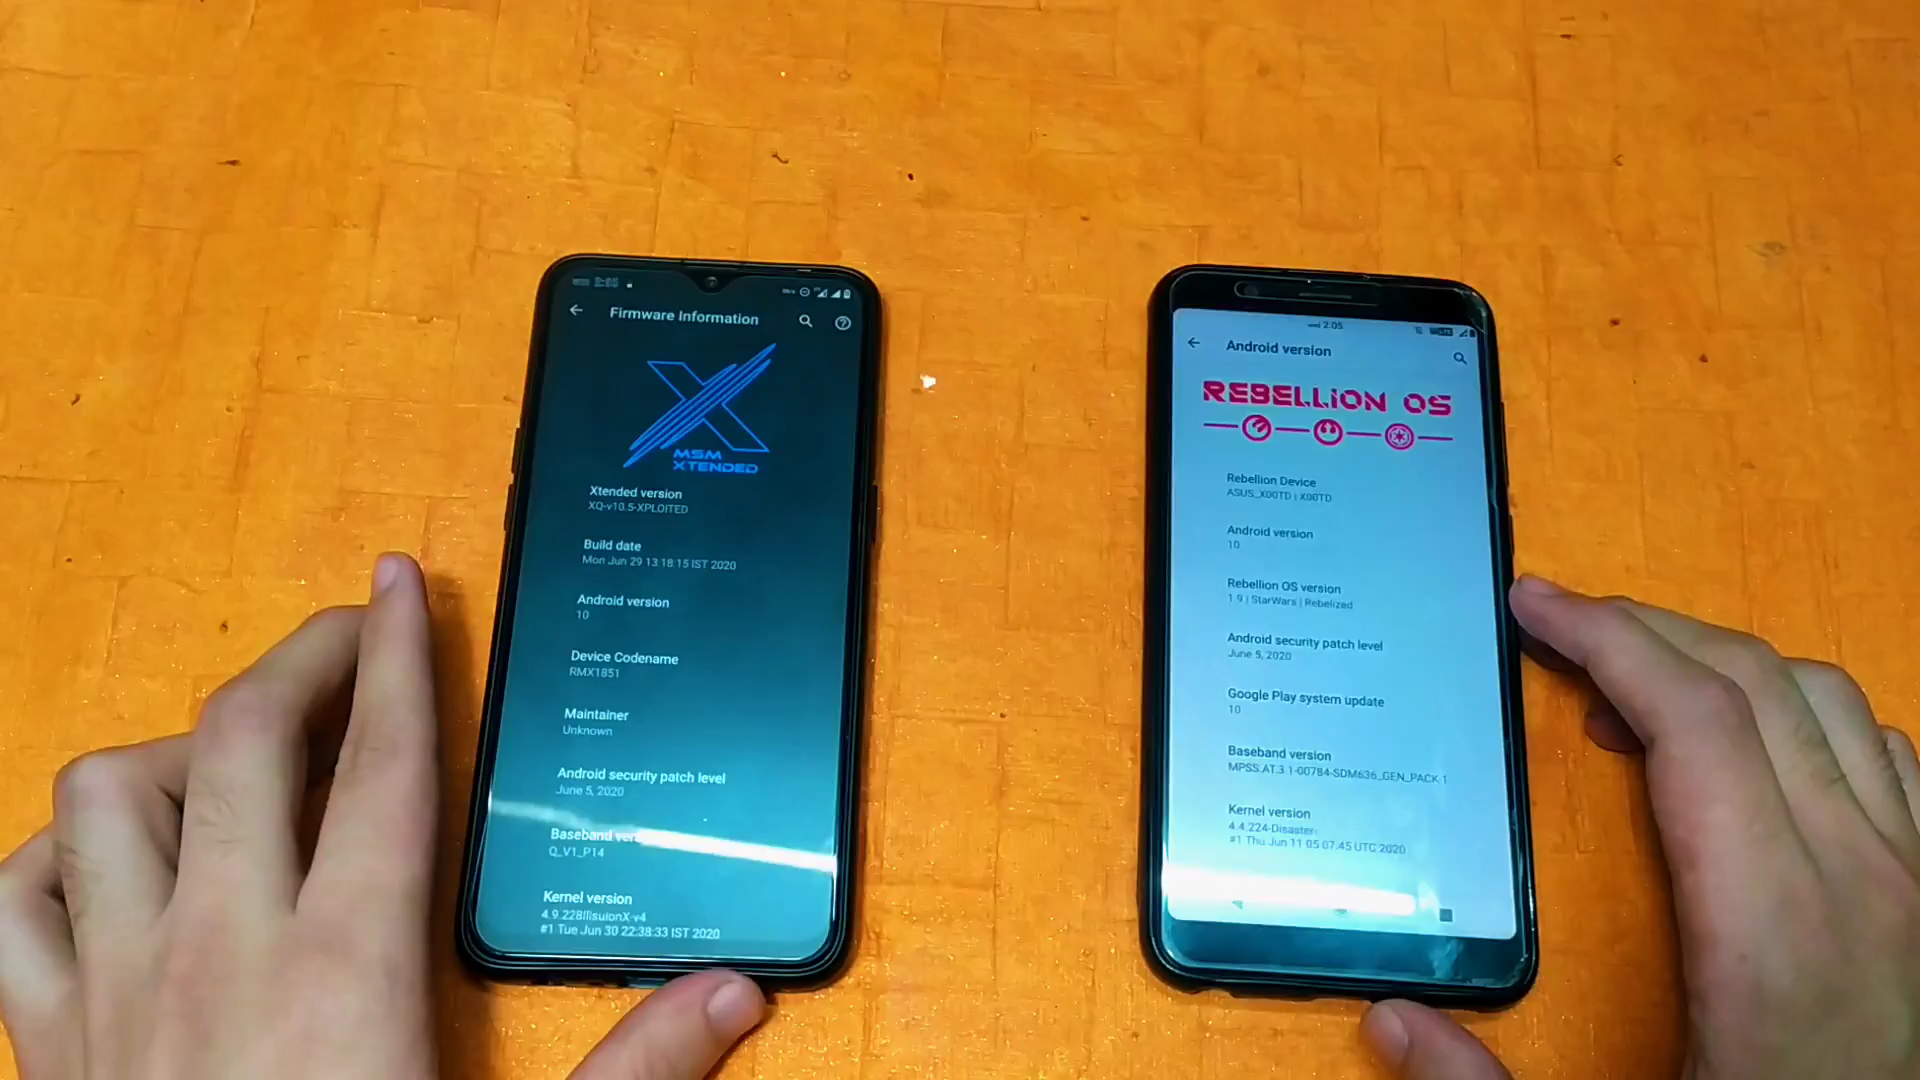 2:05
Firmware Information
MSM
XTENDED
Xtended version
XQ-v10.5-XPLOITED
Build date
Mon Jun 29 13:18:15 IST 2020
Android version
10
Device Codename
RMX1851
Maintainer
Unknown
Android security patch level
June 5, 2020
Baseband ver
Q_V1_P14
Kernel version
4.9.228IllsuionX-v4
#1 Tue Jun 30 22:38:33 IST 2020
2:05
Android version
REBELLION OS
Rebellion Device
ASUS_X00TD | X00TD
Android version
10
Rebellion OS version
1.9 | StarWars | Rebelized
Android security patch level
June 5, 2020
Google Play system update
10
Baseband version
MPSS.AT.3.1-00784-SDM636_GEN_PACK-1
Kernel version
4.4.224-Disaster-
#1 Thu Jun 11 05:07:45 UTC 2020